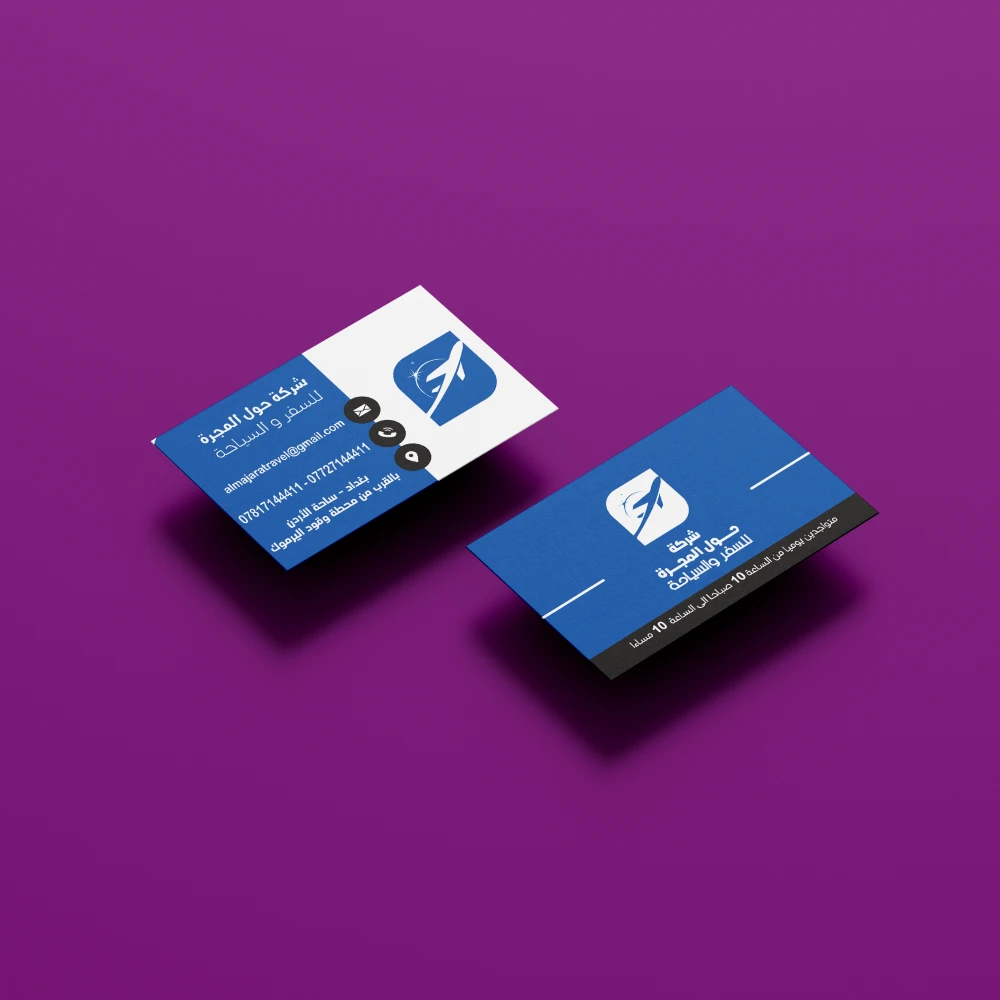 شركة حول المجرة
للسفر و السياحة
almajaratravel@gmail.com
07817144411 - 07727144411
بغداد - ساحة الأردن
بالقرب من محطة وقود اليرموك
شركة
حول المجرة
للسفر والسياحة
متواجدين يوميا من الساعة 10 صباحا الى الساعة 10 مساءا